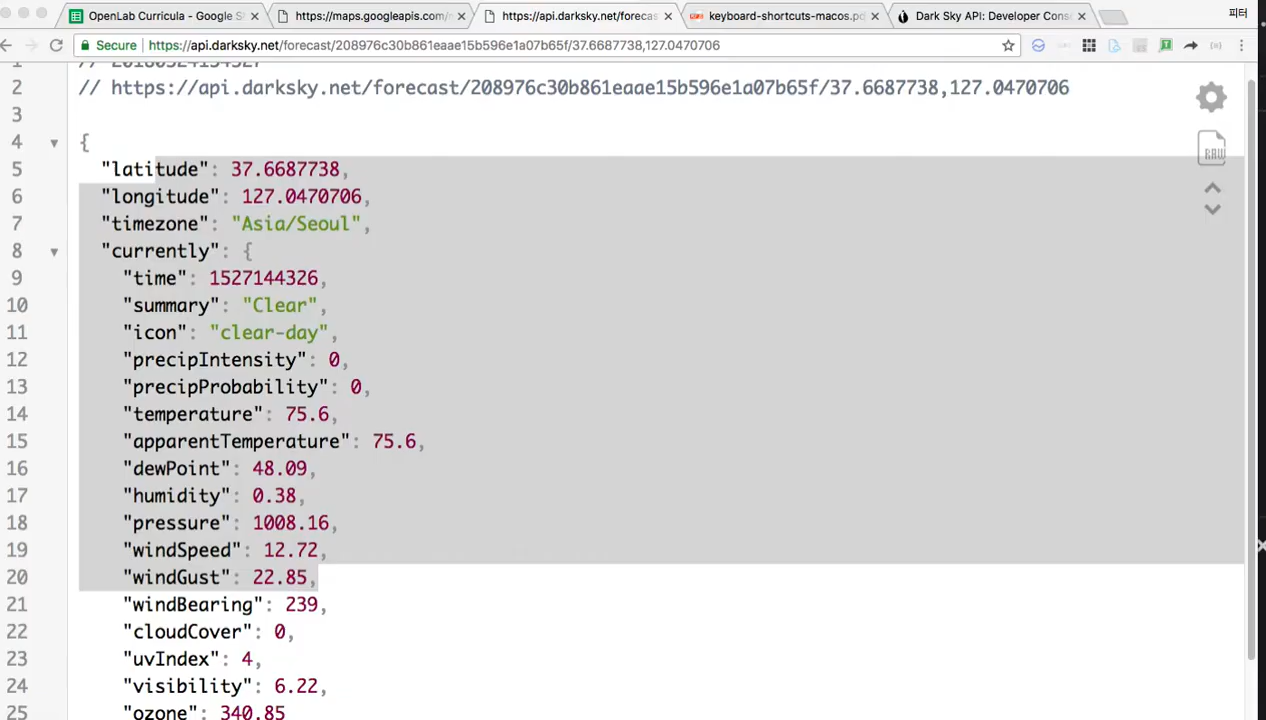 OpenLab Curricula - Google S
https://maps.googleapis.com/
https://api.darksky.net/forecas
keyboard-shortcuts-macos.pd
Dark Sky API: Developer Cons
피터
Secure
https://api.darksky.net/forecast/208976c30b861eaae15b596e1a07b65f/37.6687738,127.0470706
1
2 // https://api.darksky.net/forecast/208976c30b861eaae15b596e1a07b65f/37.6687738,127.0470706
3
4 {
5 "latitude": 37.6687738,
6 "longitude": 127.0470706,
7 "timezone": "Asia/Seoul",
8 "currently": {
9 "time": 1527144326,
10 "summary": "Clear",
11 "icon": "clear-day",
12 "precipIntensity": 0,
13 "precipProbability": 0,
14 "temperature": 75.6,
15 "apparentTemperature": 75.6,
16 "dewPoint": 48.09,
17 "humidity": 0.38,
18 "pressure": 1008.16,
19 "windSpeed": 12.72,
20 "windGust": 22.85,
21 "windBearing": 239,
22 "cloudCover": 0,
23 "uvIndex": 4,
24 "visibility": 6.22,
25 "ozone": 340.85
RAW